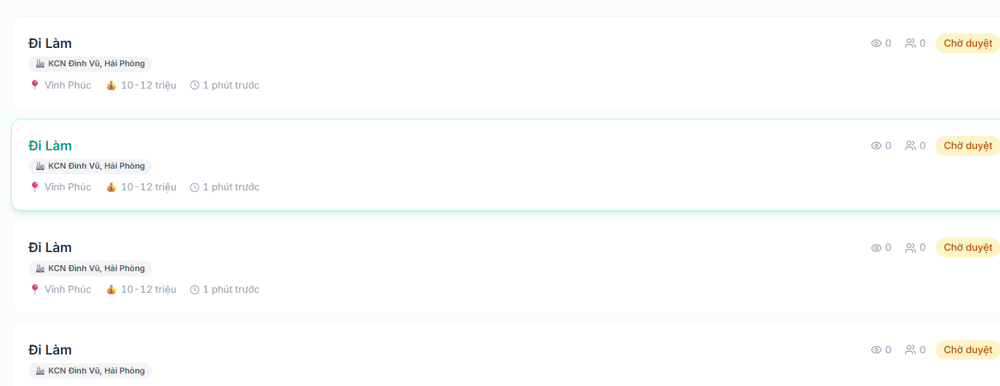 Đi Làm 0 0 Chờ duyệt
KCN Đình Vũ, Hải Phòng
Vĩnh Phúc 10-12 triệu 1 phút trước
Đi Làm 0 0 Chờ duyệt
KCN Đình Vũ, Hải Phòng
Vĩnh Phúc 10-12 triệu 1 phút trước
Đi Làm 0 0 Chờ duyệt
KCN Đình Vũ, Hải Phòng
Vĩnh Phúc 10-12 triệu 1 phút trước
Đi Làm 0 0 Chờ duyệt
KCN Đình Vũ, Hải Phòng